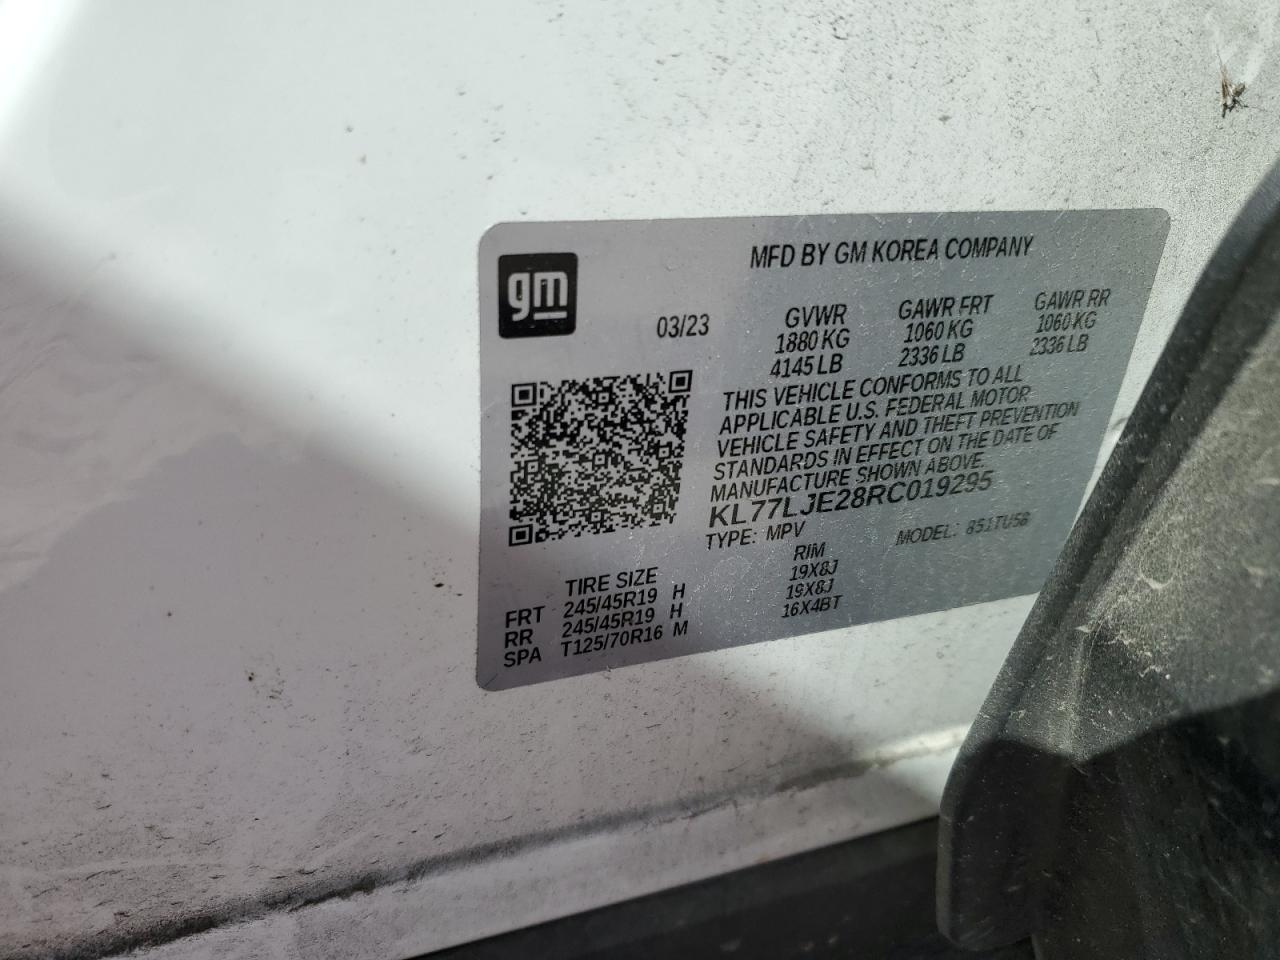 gm
MFD BY GM KOREA COMPANY
03/23
GVWR GAWR FRT GAWR RR
1880 KG 1060 KG 1060 KG
4145 LB 2336 LB 2336 LB
THIS VEHICLE CONFORMS TO ALL
APPLICABLE U.S. FEDERAL MOTOR
VEHICLE SAFETY AND THEFT PREVENTION
STANDARDS IN EFFECT ON THE DATE OF
MANUFACTURE SHOWN ABOVE.
KL77LJE28RC019295
TYPE: MPV MODEL: 851TU58
TIRE SIZE RIM
FRT 245/45R19 H 19X8J
RR 245/45R19 H 19X8J
SPA T125/70R16 M 16X4BT